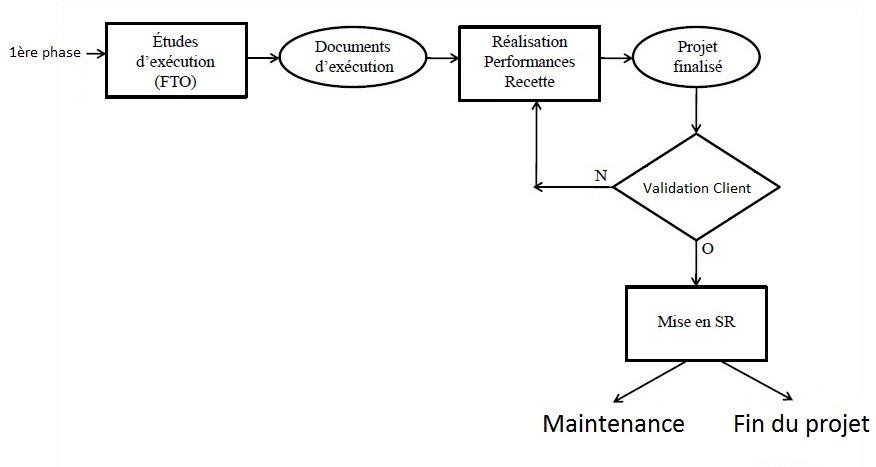 1ère phase
Études
d’exécution
(FTO)
Documents
d’exécution
Réalisation
Performances
Recette
Projet
finalisé
N
Validation Client
O
Mise en SR
Maintenance
Fin du projet